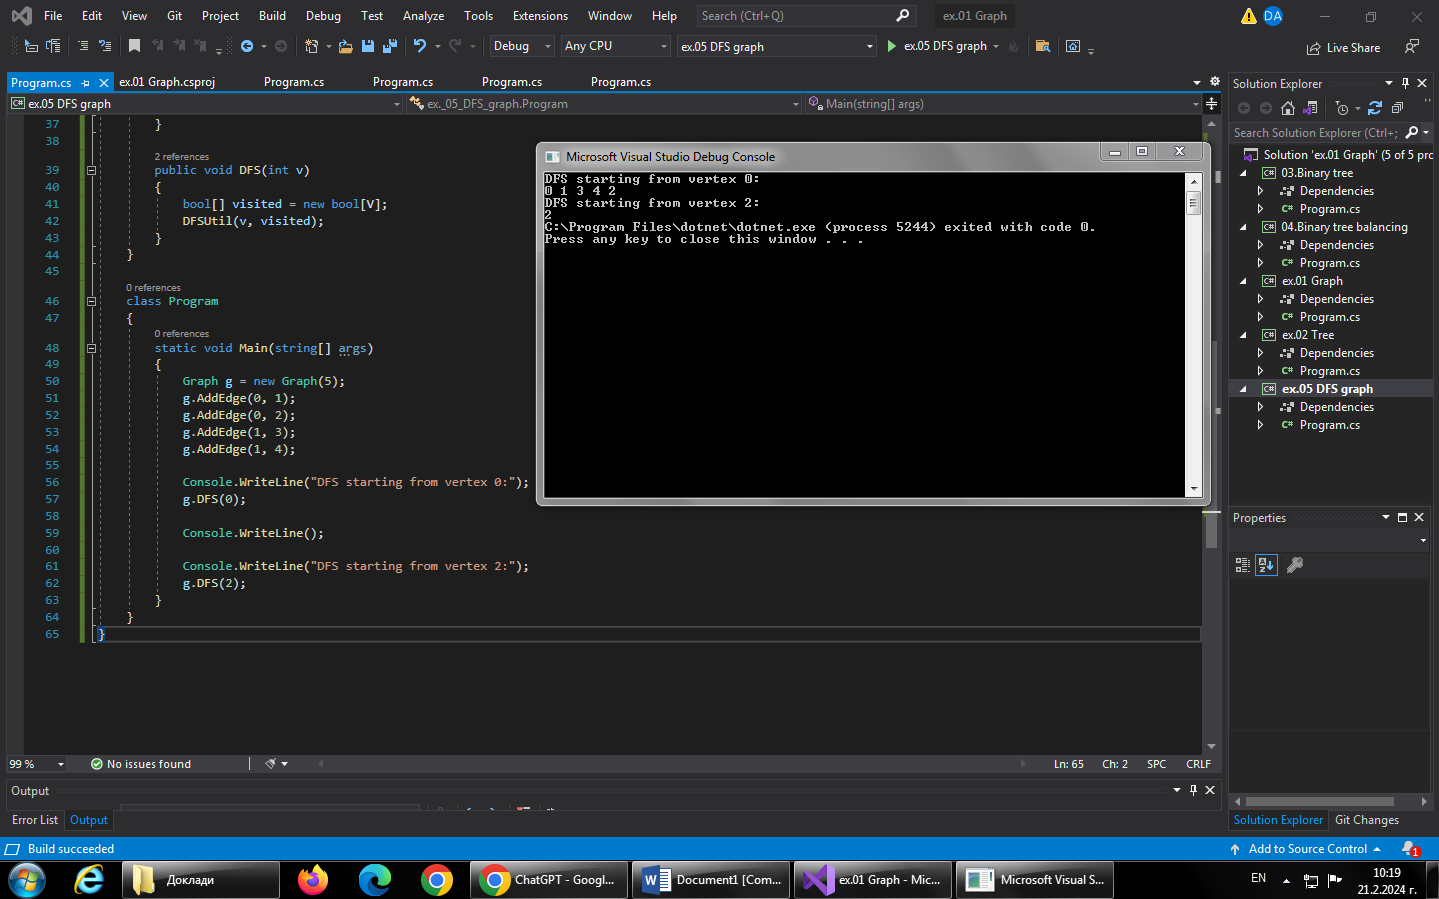 File Edit View Git Project Build Debug Test Analyze Tools Extensions Window Help Search (Ctrl+Q) ex.01 Graph DA
Debug Any CPU ex.05 DFS graph ex.05 DFS graph Live Share
Program.cs ex.01 Graph.csproj Program.cs Program.cs Program.cs Program.cs
ex.05 DFS graph ex._05_DFS_graph.Program Main(string[] args)
37 }
38
2 references
39 public void DFS(int v)
40 {
41 bool[] visited = new bool[V];
42 DFSUtil(v, visited);
43 }
44 }
45
0 references
46 class Program
47 {
0 references
48 static void Main(string[] args)
49 {
50 Graph g = new Graph(5);
51 g.AddEdge(0, 1);
52 g.AddEdge(0, 2);
53 g.AddEdge(1, 3);
54 g.AddEdge(1, 4);
55
56 Console.WriteLine("DFS starting from vertex 0:");
57 g.DFS(0);
58
59 Console.WriteLine();
60
61 Console.WriteLine("DFS starting from vertex 2:");
62 g.DFS(2);
63 }
64 }
65 }
Microsoft Visual Studio Debug Console
DFS starting from vertex 0:
0 1 3 4 2
DFS starting from vertex 2:
2
C:\Program Files\dotnet\dotnet.exe (process 5244) exited with code 0.
Press any key to close this window . . .
Solution Explorer
Search Solution Explorer (Ctrl+;
Solution 'ex.01 Graph' (5 of 5 pro
C# 03.Binary tree
Dependencies
C# Program.cs
C# 04.Binary tree balancing
Dependencies
C# Program.cs
C# ex.01 Graph
Dependencies
C# Program.cs
C# ex.02 Tree
Dependencies
C# Program.cs
C# ex.05 DFS graph
Dependencies
C# Program.cs
Properties
Solution Explorer Git Changes
99 % No issues found Ln: 65 Ch: 2 SPC CRLF
Output
Error List Output
Build succeeded Add to Source Control 1
Доклади ChatGPT - Googl... Document1 [Com... ex.01 Graph - Mic... Microsoft Visual S... EN 10:19
21.2.2024 г.